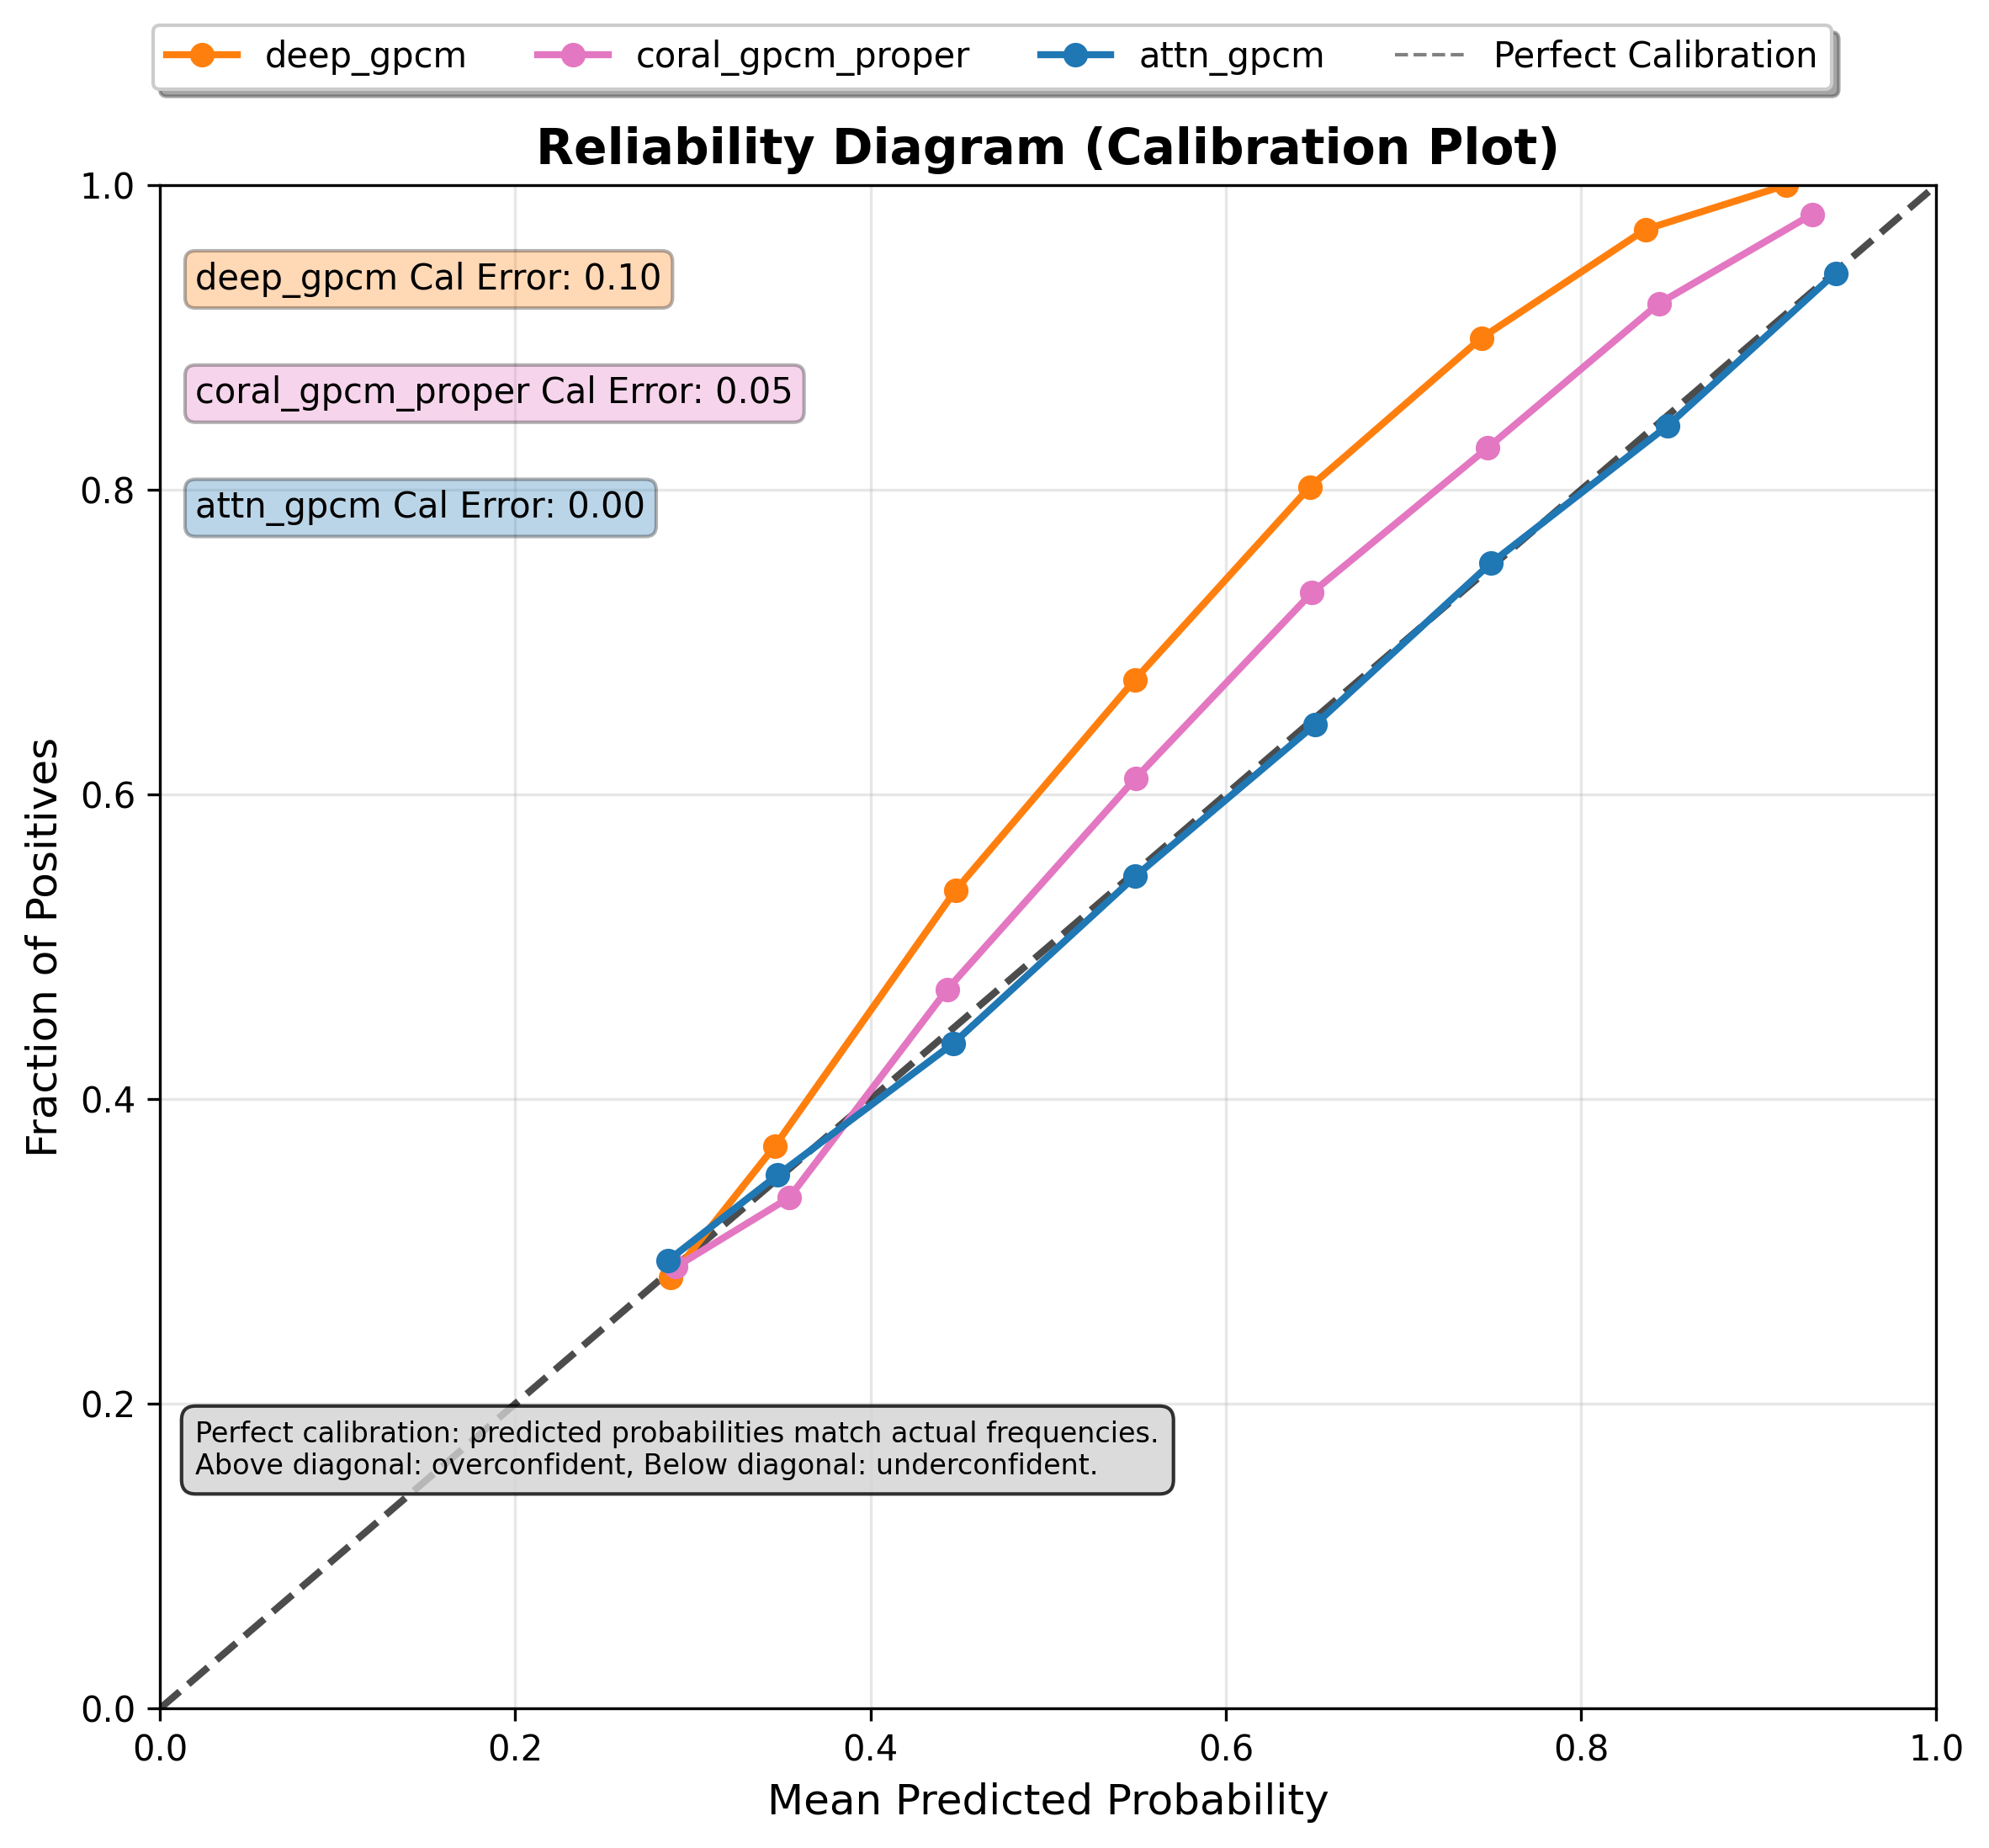 deep_gpcm
coral_gpcm_proper
attn_gpcm
Perfect Calibration
Reliability Diagram (Calibration Plot)
1.0
0.8
0.6
0.4
0.2
0.0
Fraction of Positives
deep_gpcm Cal Error: 0.10
coral_gpcm_proper Cal Error: 0.05
attn_gpcm Cal Error: 0.00
Perfect calibration: predicted probabilities match actual frequencies.
Above diagonal: overconfident, Below diagonal: underconfident.
0.0
0.2
0.4
0.6
0.8
1.0
Mean Predicted Probability